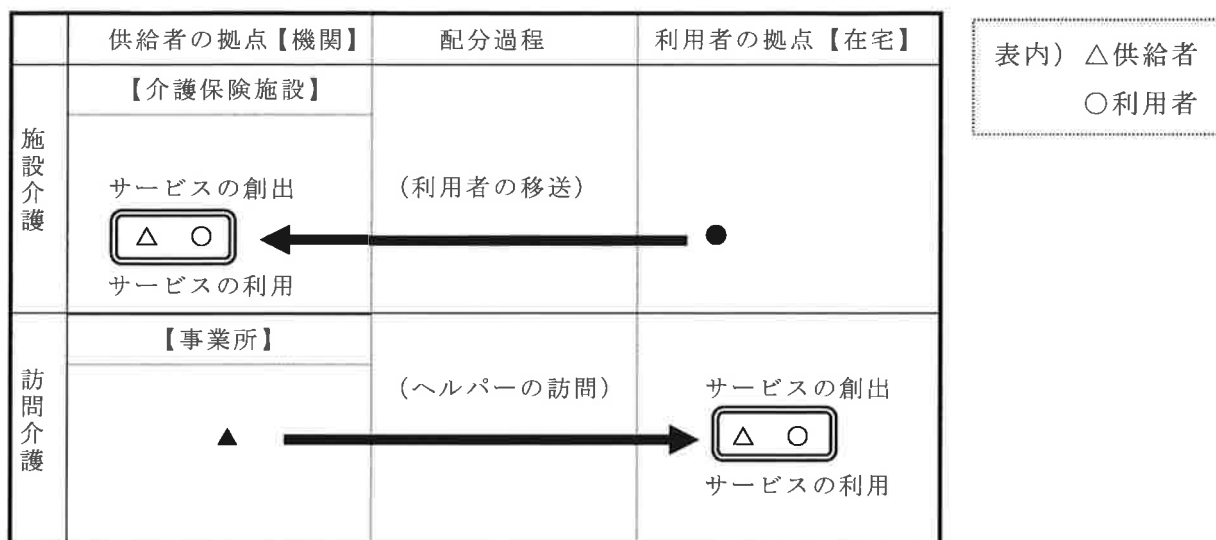 供給者の拠点【機関】
配分過程
利用者の拠点【在宅】
表内）△供給者
○利用者
施設介護
【介護保険施設】
サービスの創出
(利用者の移送)
△ ○
●
サービスの利用
訪問介護
【事業所】
(ヘルパーの訪問)
サービスの創出
▲
△ ○
サービスの利用